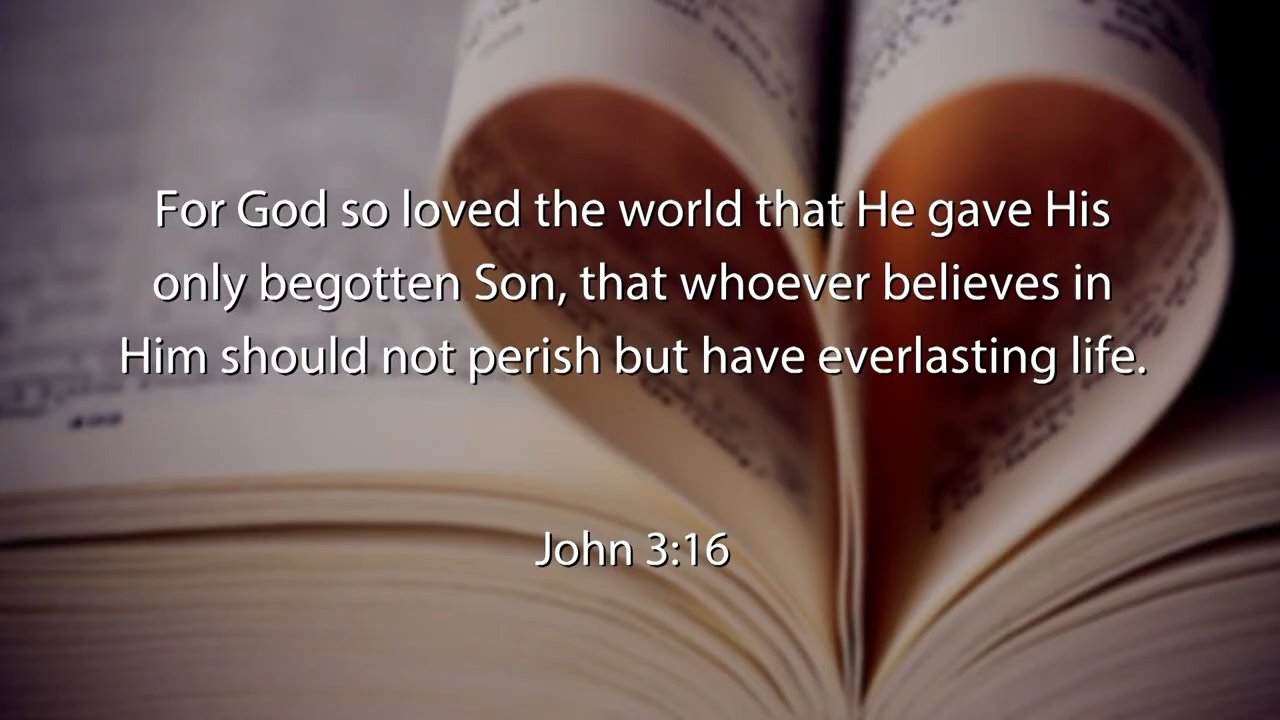 For God so loved the world that He gave His
only begotten Son, that whoever believes in
Him should not perish but have everlasting life.
John 3:16